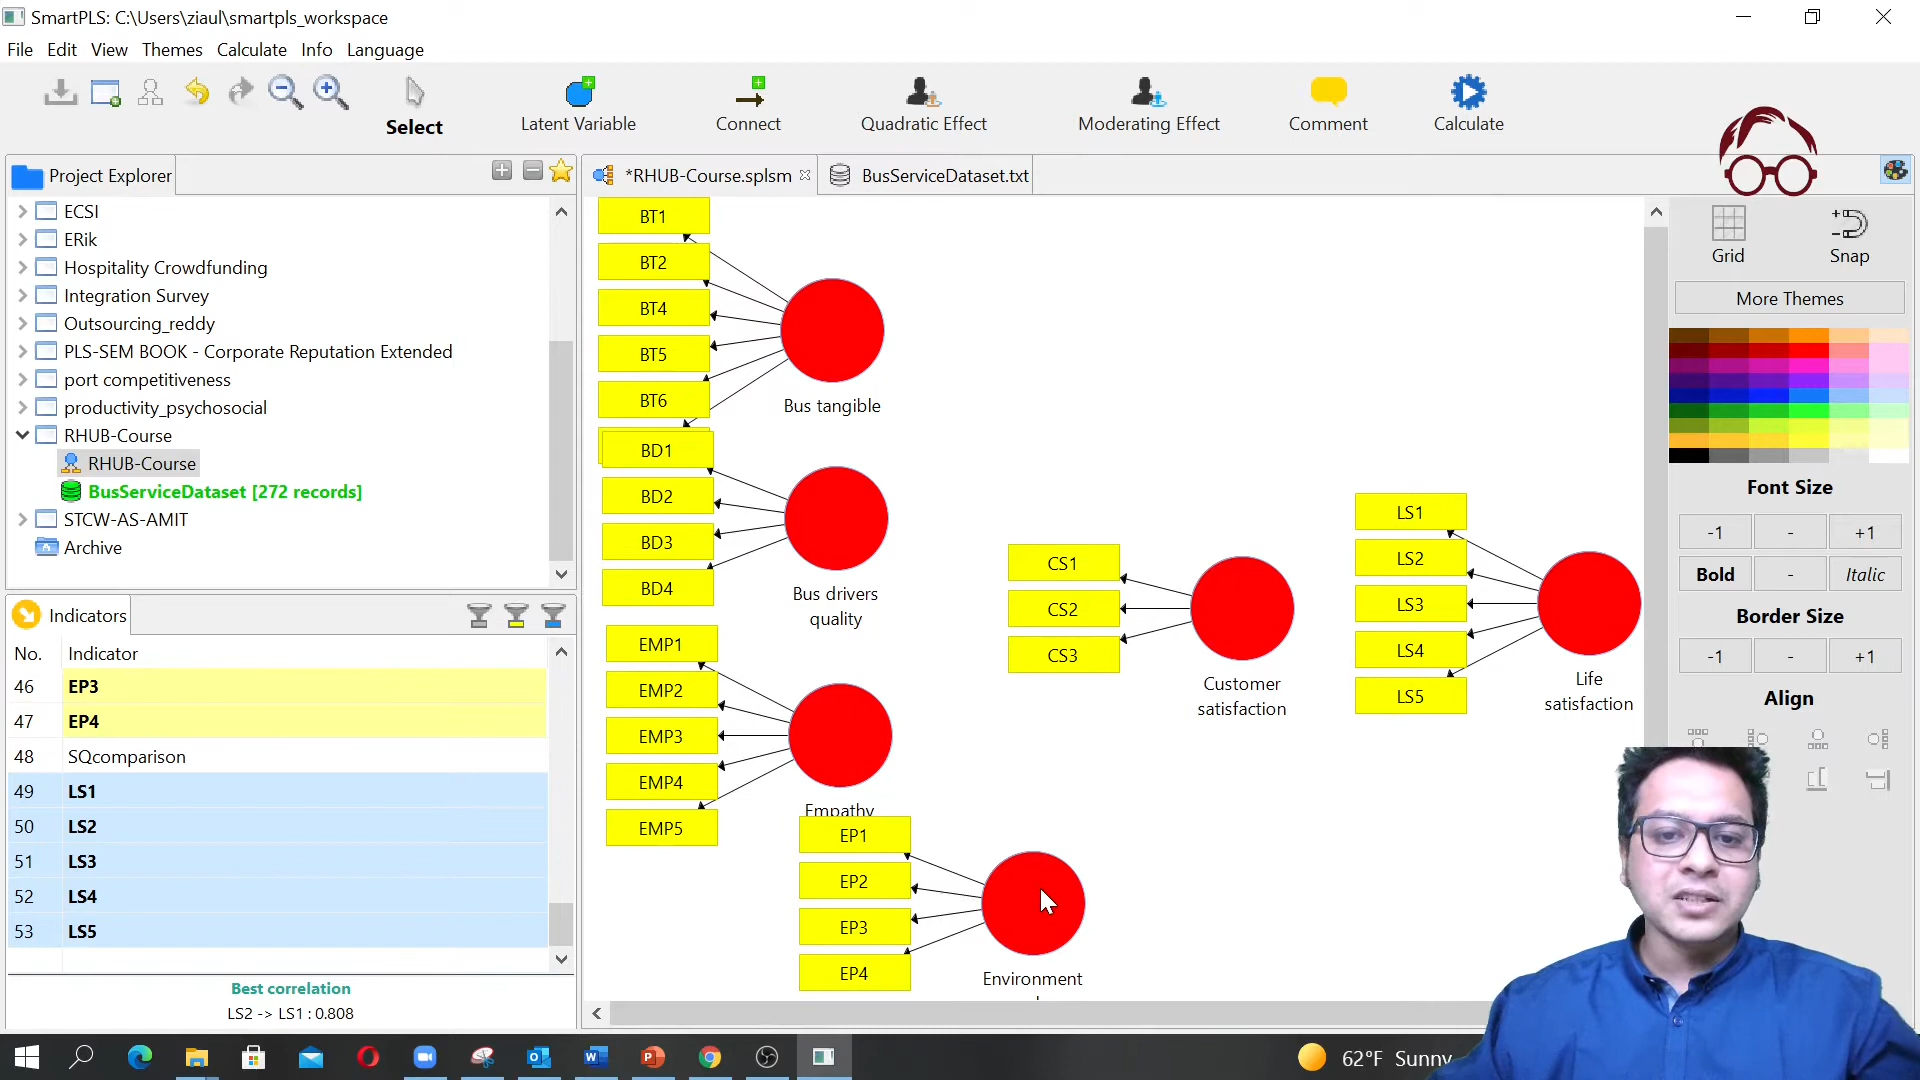 SmartPLS: C:\Users\ziaul\smartpls_workspace
File Edit View Themes Calculate Info Language
Select
Latent Variable
Connect
Quadratic Effect
Moderating Effect
Comment
Calculate
Project Explorer
ECSI
ERik
Hospitality Crowdfunding
Integration Survey
Outsourcing_reddy
PLS-SEM BOOK - Corporate Reputation Extended
port competitiveness
productivity_psychosocial
RHUB-Course
RHUB-Course
BusServiceDataset [272 records]
STCW-AS-AMIT
Archive
Indicators
No. Indicator
46 EP3
47 EP4
48 SQcomparison
49 LS1
50 LS2
51 LS3
52 LS4
53 LS5
Best correlation
LS2 -> LS1 : 0.808
*RHUB-Course.splsm
BusServiceDataset.txt
BT1
BT2
BT4
BT5
BT6
Bus tangible
BD1
BD2
BD3
BD4
Bus drivers
quality
EMP1
EMP2
EMP3
EMP4
EMP5
Empathy
EP1
EP2
EP3
EP4
Environment
CS1
CS2
CS3
Customer
satisfaction
LS1
LS2
LS3
LS4
LS5
Life
satisfaction
Grid
Snap
More Themes
Font Size
-1 - +1
Bold - Italic
Border Size
-1 - +1
Align
62°F Sunny